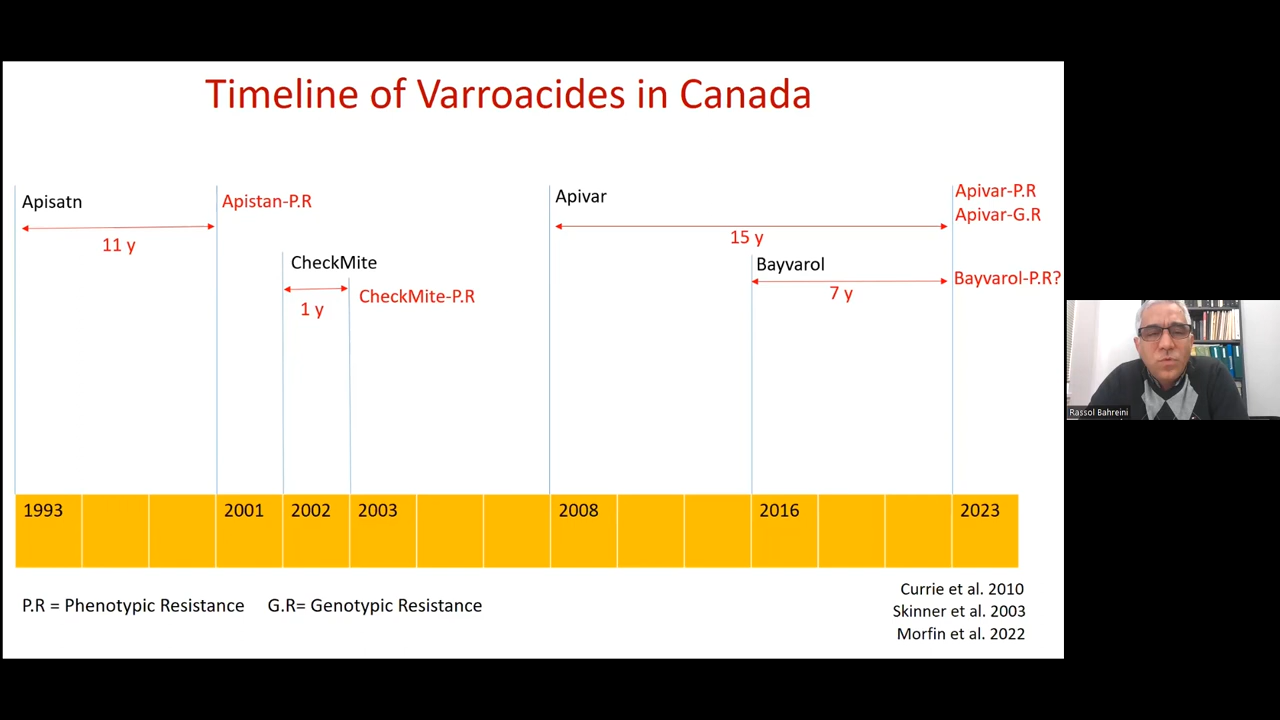 Timeline of Varroacides in Canada
Apisatn
Apistan-P.R
11 y
CheckMite
1 y
CheckMite-P.R
Apivar
15 y
Apivar-P.R
Apivar-G.R
Bayvarol
7 y
Bayvarol-P.R?
1993
2001
2002
2003
2008
2016
2023
P.R = Phenotypic Resistance G.R= Genotypic Resistance
Currie et al. 2010
Skinner et al. 2003
Morfin et al. 2022
Rassol Bahreini